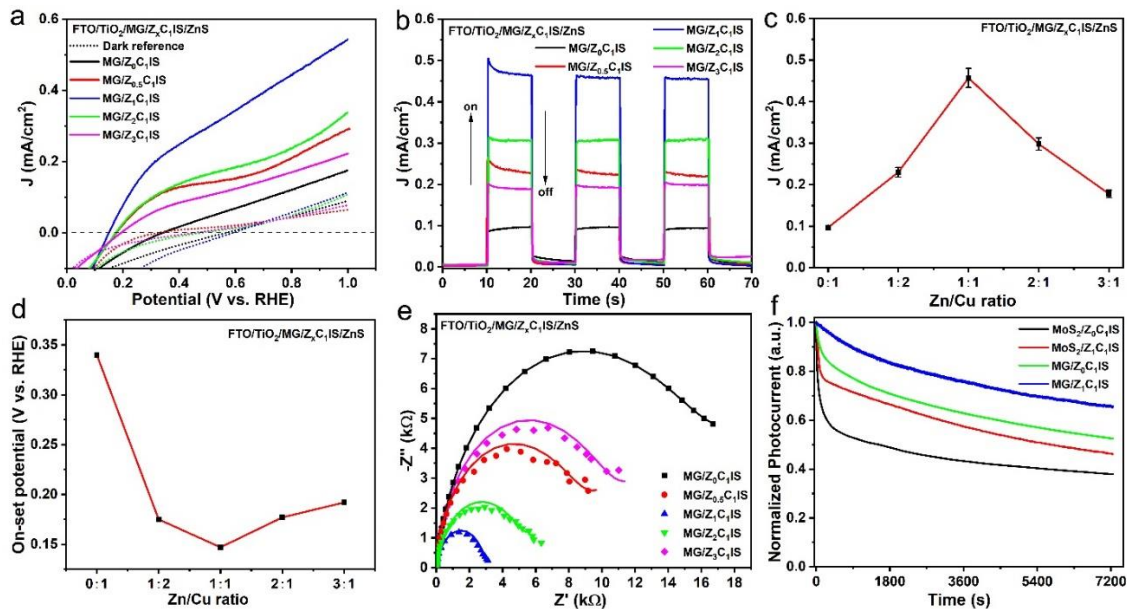 a
FTO/TiO2/MG/ZxC1IS/ZnS
Dark reference
MG/Z0C1IS
MG/Z0.5C1IS
MG/Z1C1IS
MG/Z2C1IS
MG/Z3C1IS
J (mA/cm2)
0.6
0.4
0.2
0.0
0.0 0.2 0.4 0.6 0.8 1.0
Potential (V vs. RHE)
b
FTO/TiO2/MG/ZxC1IS/ZnS
MG/Z0C1IS
MG/Z0.5C1IS
MG/Z1C1IS
MG/Z2C1IS
MG/Z3C1IS
on
off
J (mA/cm2)
0.6
0.5
0.4
0.3
0.2
0.1
0.0
0 10 20 30 40 50 60 70
Time (s)
c
FTO/TiO2/MG/ZxC1IS/ZnS
J (mA/cm2)
0.6
0.5
0.4
0.3
0.2
0.1
0.0
0:1 1:2 1:1 2:1 3:1
Zn/Cu ratio
d
FTO/TiO2/MG/ZxC1IS/ZnS
On-set potential (V vs. RHE)
0.35
0.30
0.25
0.20
0.15
0:1 1:2 1:1 2:1 3:1
Zn/Cu ratio
e
FTO/TiO2/MG/ZxC1IS/ZnS
-Z'' (kΩ)
8
7
6
5
4
3
2
1
0
MG/Z0C1IS
MG/Z0.5C1IS
MG/Z1C1IS
MG/Z2C1IS
MG/Z3C1IS
0 2 4 6 8 10 12 14 16 18
Z' (kΩ)
f
Normalized Photocurrent (a.u.)
1.0
0.8
0.6
0.4
0.2
0.0
MoS2/Z0C1IS
MoS2/Z1C1IS
MG/Z0C1IS
MG/Z1C1IS
0 1800 3600 5400 7200
Time (s)